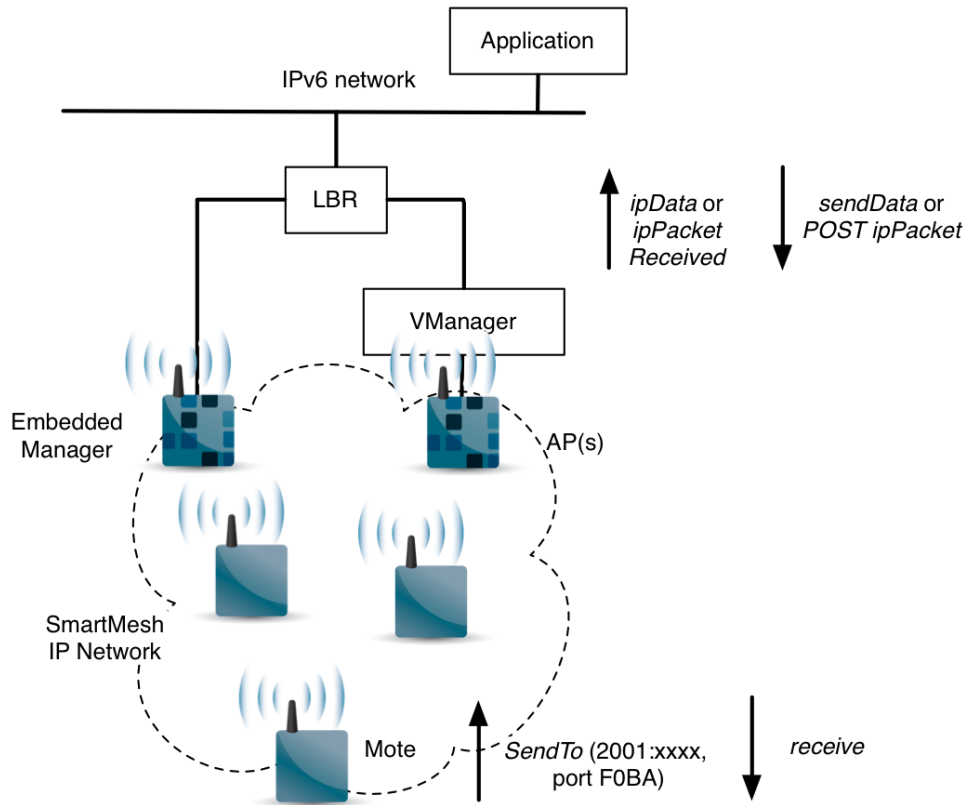 Application
IPv6 network
LBR
ipData or
ipPacket
Received
sendData or
POST ipPacket
VManager
Embedded
Manager
AP(s)
SmartMesh
IP Network
Mote
SendTo (2001:xxxx,
port F0BA)
receive